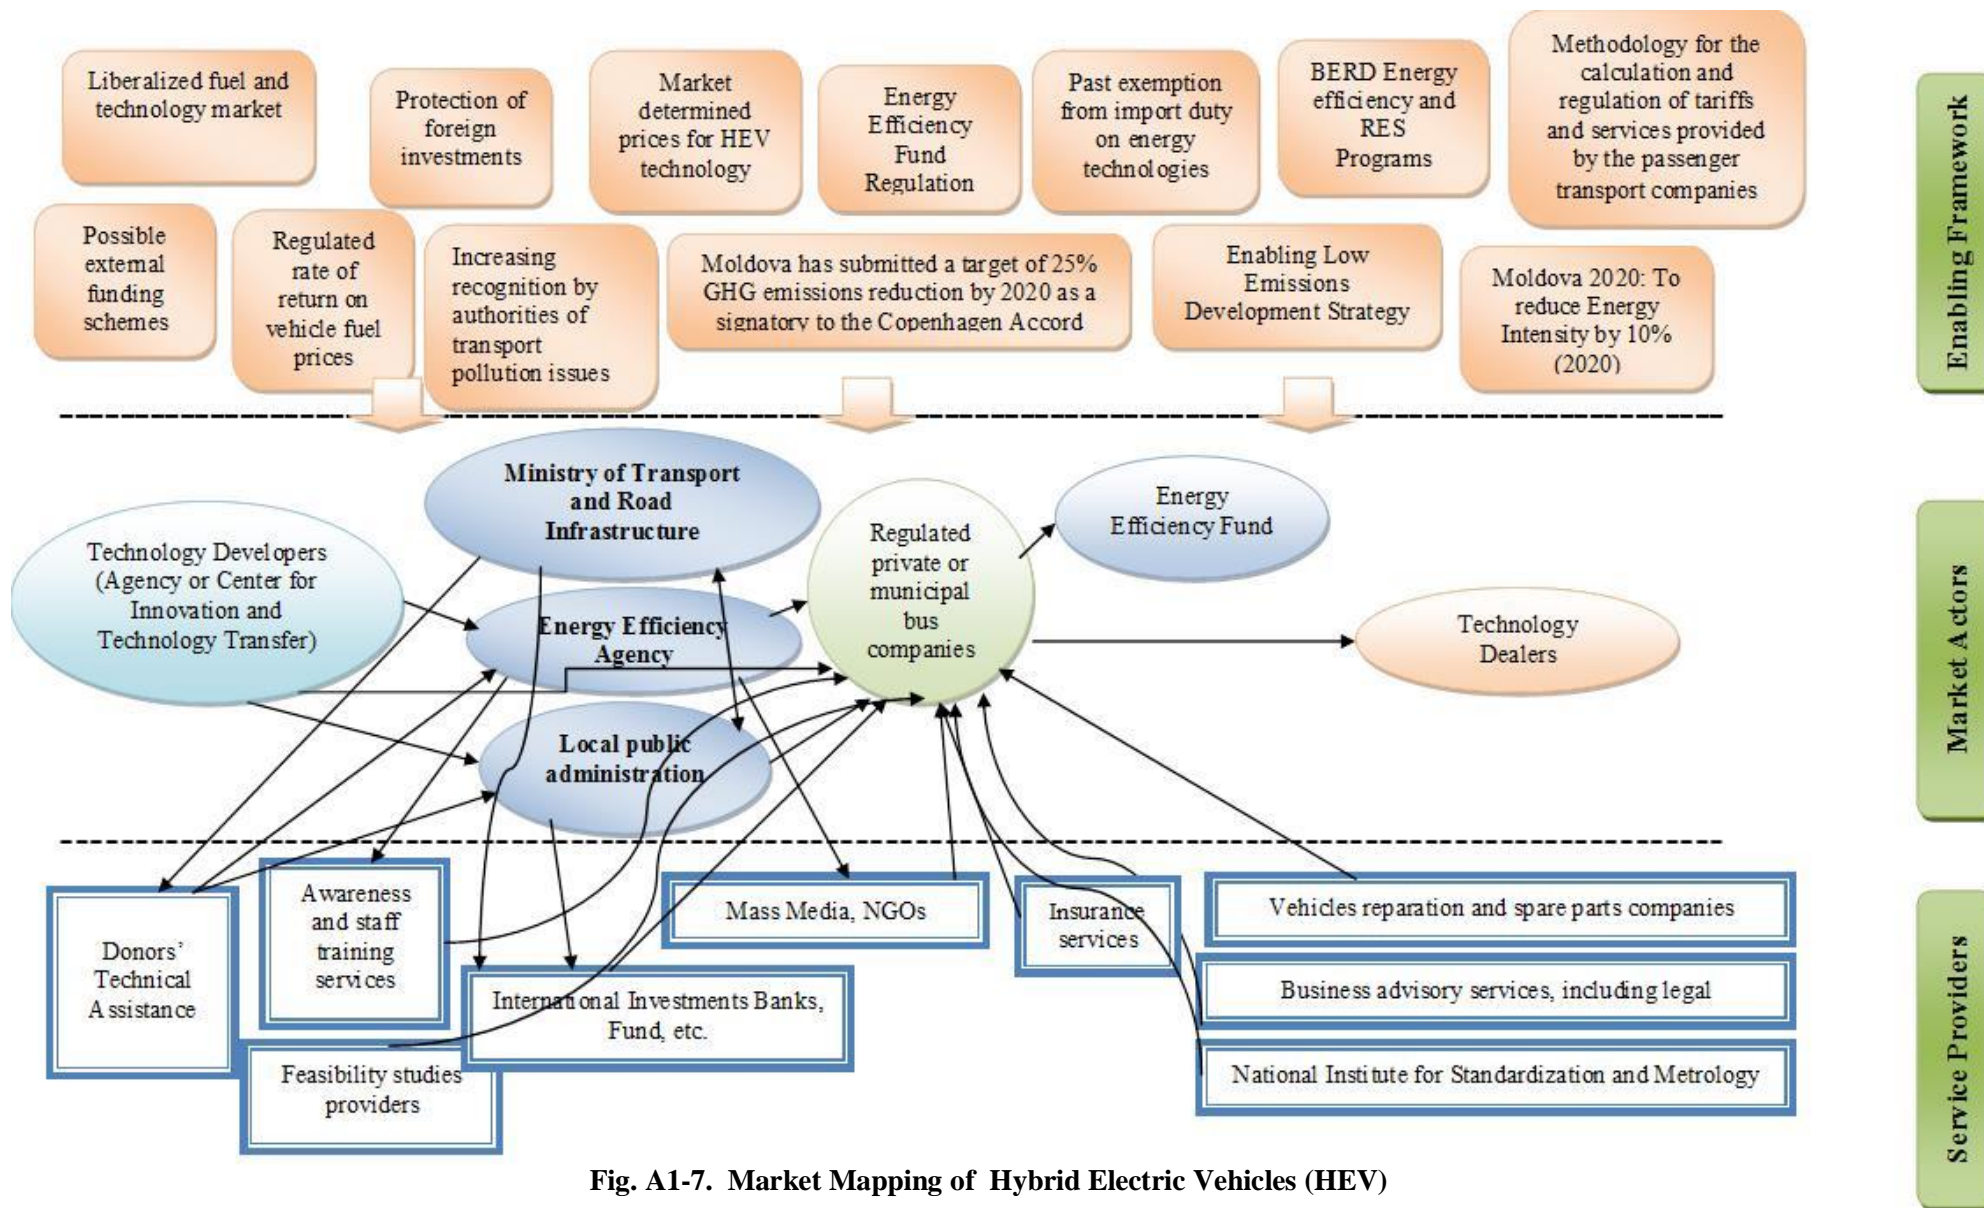 Liberalized fuel and
technology market
Protection of
foreign
investments
Market
determined
prices for HEV
technology
Energy
Efficiency
Fund
Regulation
Past exemption
from import duty
on energy
technologies
BERD Energy
efficiency and
RES
Programs
Methodology for the
calculation and
regulation of tariffs
and services provided
by the passenger
transport companies
Possible
external
funding
schemes
Regulated
rate of
return on
vehicle fuel
prices
Increasing
recognition by
authorities of
transport
pollution issues
Moldova has submitted a target of 25%
GHG emissions reduction by 2020 as a
signatory to the Copenhagen Accord
Enabling Low
Emissions
Development Strategy
Moldova 2020: To
reduce Energy
Intensity by 10%
(2020)
Enabling Framework
Technology Developers
(Agency or Center for
Innovation and
Technology Transfer)
Ministry of Transport
and Road
Infrastructure
Energy Efficiency
Agency
Local public
administration
Regulated
private or
municipal
bus
companies
Energy
Efficiency Fund
Technology
Dealers
Market Actors
Donors’
Technical
Assistance
Awareness
and staff
training
services
Feasibility studies
providers
International Investments Banks,
Fund, etc.
Mass Media, NGOs
Insurance
services
Vehicles reparation and spare parts companies
Business advisory services, including legal
National Institute for Standardization and Metrology
Service Providers
Fig. A1-7. Market Mapping of Hybrid Electric Vehicles (HEV)